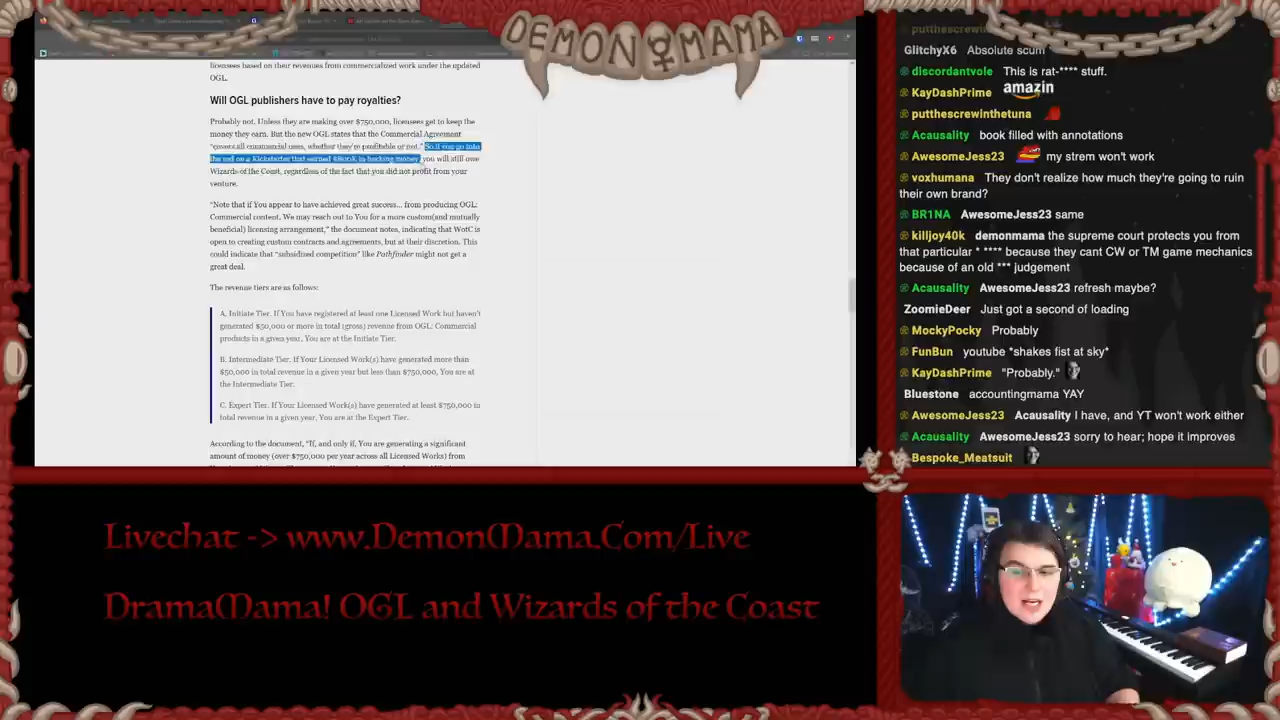 DEMON MAMA
licensees based on their revenues from commercialized work under the updated
OGL.
Will OGL publishers have to pay royalties?
Probably not. Unless they are making over $750,000, licensees get to keep the
money they earn. But the new OGL states that the Commercial Agreement
"covers all commercial uses, whether they're profitable or not." So if you go into
the red on a Kickstarter that earned $800K in backing money, you will still owe
Wizards of the Coast, regardless of the fact that you did not profit from your
venture.
"Note that if You appear to have achieved great success... from producing OGL:
Commercial content, We may reach out to You for a more custom(and mutually
beneficial) licensing arrangement," the document notes, indicating that WotC is
open to creating custom contracts and agreements, but at their discretion. This
could indicate that "subsidized competition" like Pathfinder might not get a
great deal.
The revenue tiers are as follows:
A. Initiate Tier. If You have registered at least one Licensed Work but haven't
generated $50,000 or more in total (gross) revenue from OGL: Commercial
products in a given year, You are at the Initiate Tier.
B. Intermediate Tier. If Your Licensed Work(s) have generated more than
$50,000 in total revenue in a given year but less than $750,000, You are at
the Intermediate Tier.
C. Expert Tier. If Your Licensed Work(s) have generated at least $750,000 in
total revenue in a given year, You are at the Expert Tier.
According to the document, "If, and only if, You are generating a significant
amount of money (over $750,000 per year across all Licensed Works) from
putthescrewinthetuna
GlitchyX6 Absolute scum
discordantvole This is rat-**** stuff.
KayDashPrime amazin
putthescrewinthetuna
KayDashPrime book burning annotations
AwesomeJess23 my stream won't work
voxhumana They don't realize how much they're going to ruin
their own brand?
BR1NA AwesomeJess23 same
killjoy40k demonmama the supreme court protects you from
that particular * **** because they cant CW or TM game mechanics
because of an old *** judgement
Acausality AwesomeJess23 refresh maybe?
ZoomieDeer Just got a second of loading
MockyPocky Probably
FunBun youtube *shakes fist at sky*
KayDashPrime "Probably."
Bluestone accountingmama YAY
AwesomeJess23 Acausality I have to, and YT won't work either
Acausality AwesomeJess23 sorry to hear; hope it improves
Bespoke_Meatsuit
Livechat -> www.DemonMama.Com/Live
DramaMama! OGL and Wizards of the Coast